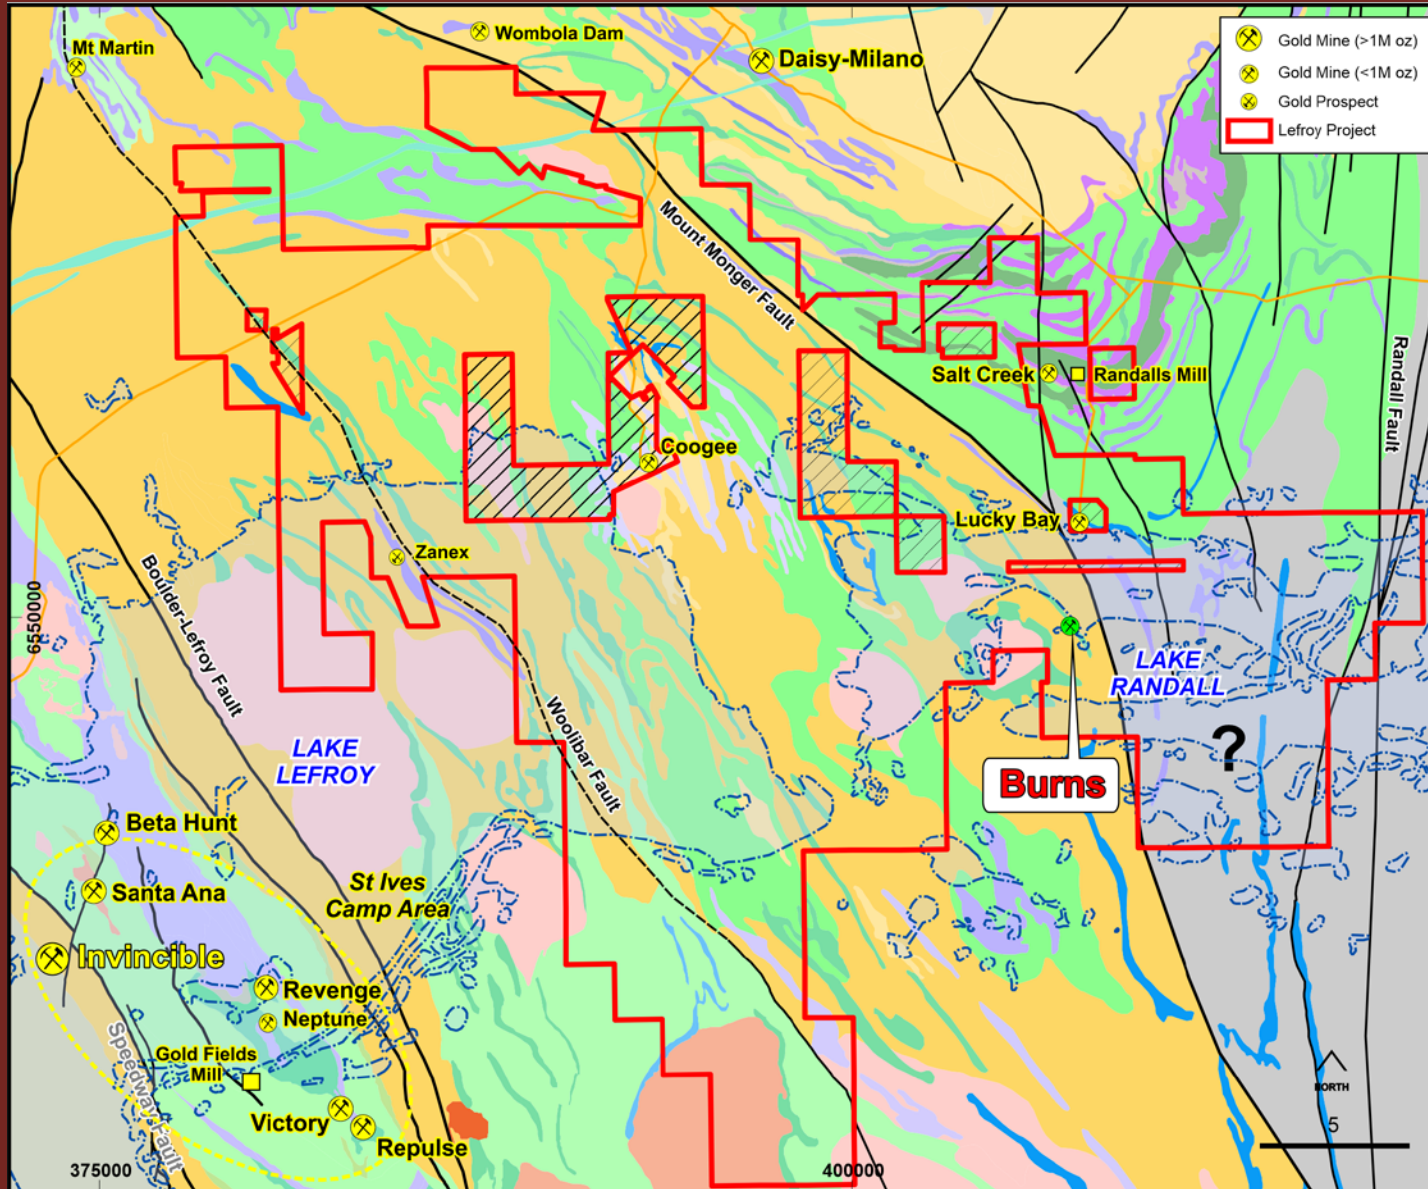 Mt Martin
Wombola Dam
Daisy-Milano
Gold Mine (>1M oz)
Gold Mine (<1M oz)
Gold Prospect
Lefroy Project
Mount Monger Fault
Randall Fault
Salt Creek
Randalls Mill
Coogee
Lucky Bay
Zanex
6550000
Boulder-Lefroy Fault
Woolibar Fault
LAKE
RANDALL
LAKE
LEFROY
?
Burns
Beta Hunt
Santa Ana
St Ives
Camp Area
Invincible
Revenge
Neptune
Speedway Fault
Gold Fields
Mill
Victory
Repulse
NORTH
5
375000
400000